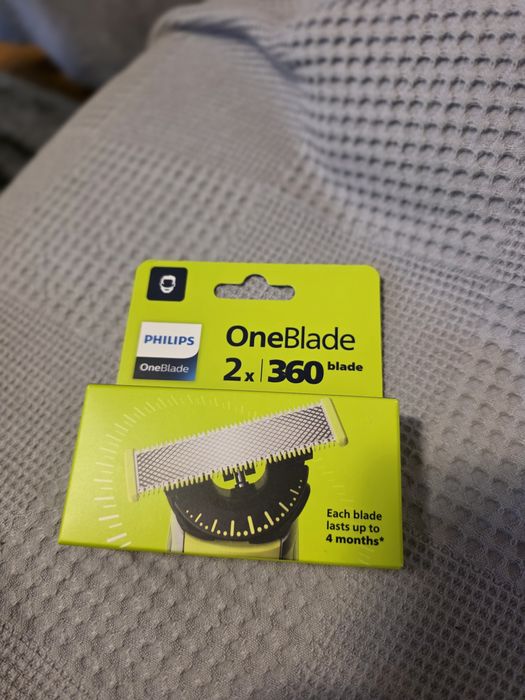 PHILIPS
OneBlade
OneBlade
2x | 360 blade
Each blade
lasts up to
4 months*